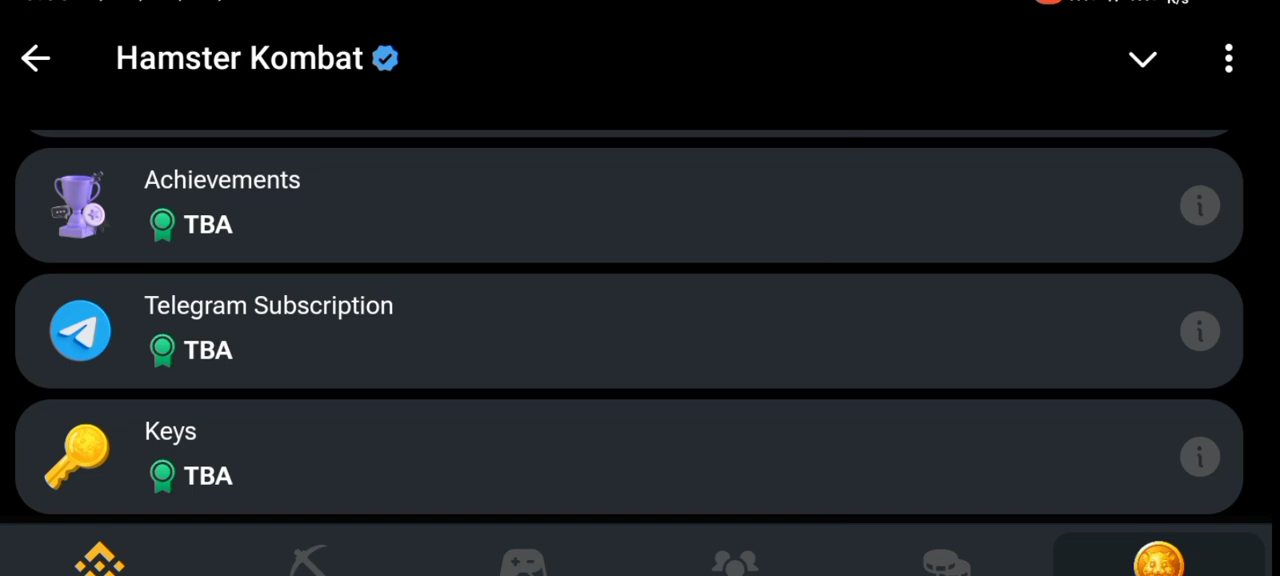 Hamster Kombat
Achievements
TBA
Telegram Subscription
TBA
Keys
TBA